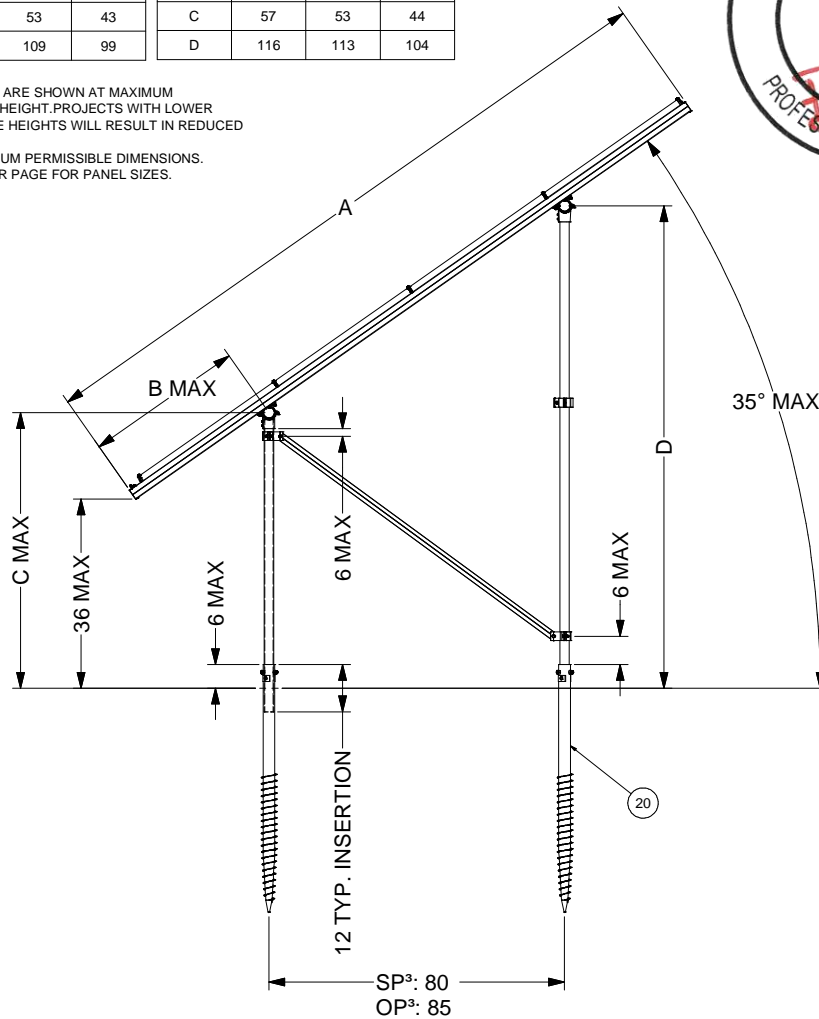 53 43
109 99
C 57 53 44
D 116 113 104
ARE SHOWN AT MAXIMUM
HEIGHT.PROJECTS WITH LOWER
HEIGHTS WILL RESULT IN REDUCED
PERMISSIBLE DIMENSIONS.
PAGE FOR PANEL SIZES.
A
B MAX
C MAX
36 MAX
6 MAX
6 MAX
6 MAX
12 TYP. INSERTION
D
35° MAX
20
SP³: 80
OP³: 85